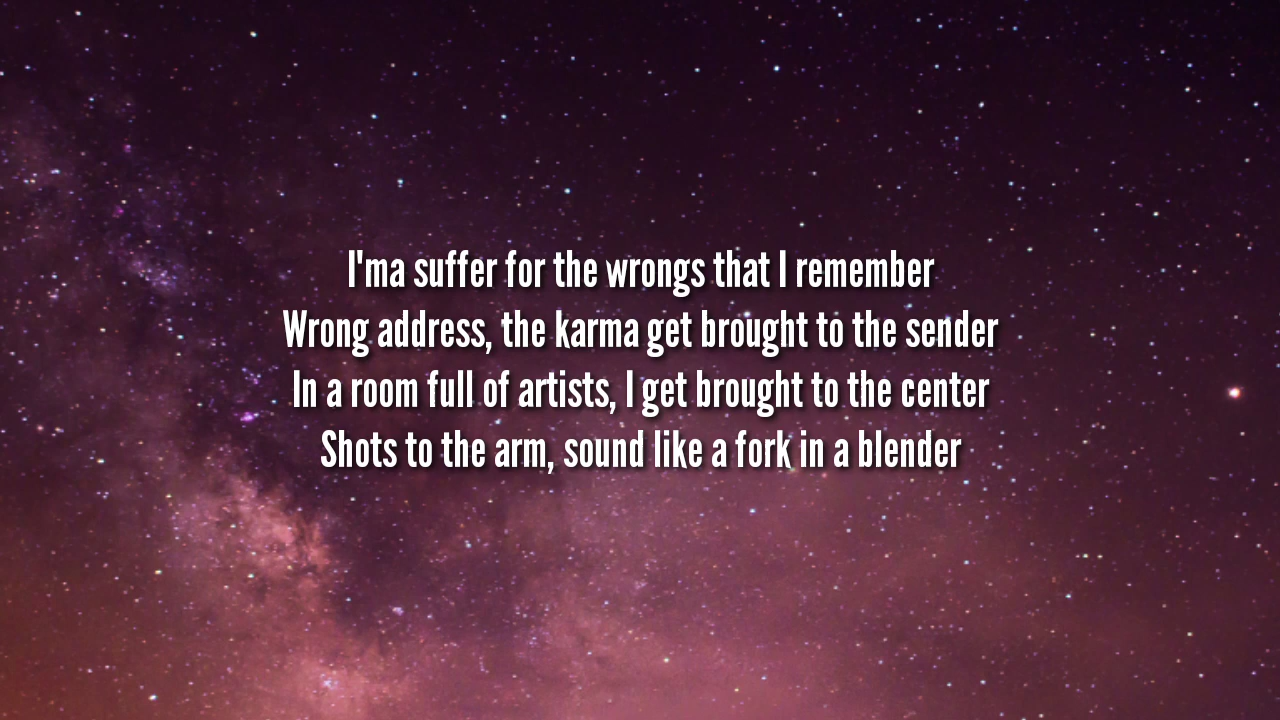 I'ma suffer for the wrongs that I remember
Wrong address, the karma get brought to the sender
In a room full of artists, I get brought to the center
Shots to the arm, sound like a fork in a blender